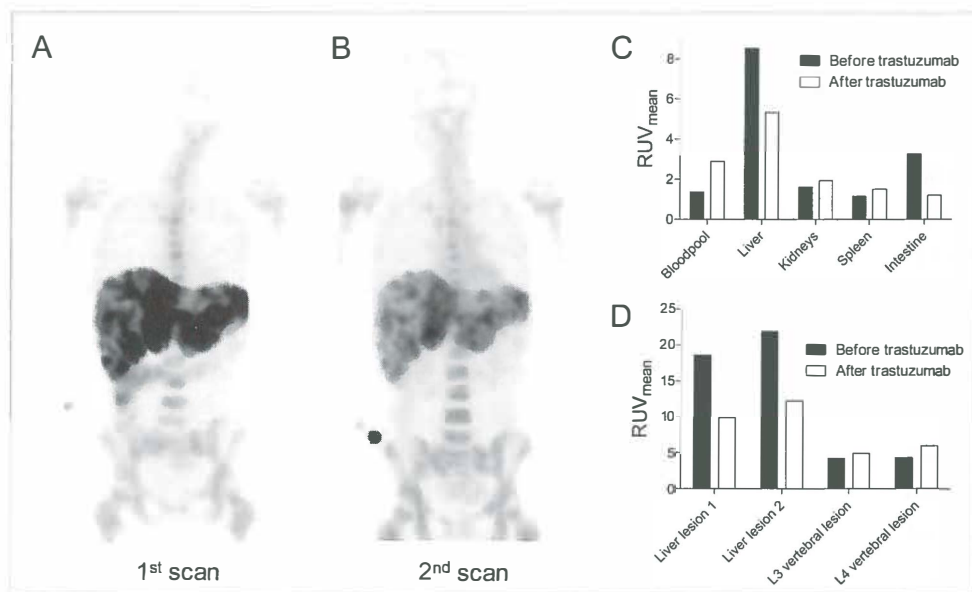 A
B
1st scan
2nd scan
C
RUVmean
8
6
4
2
0
Before trastuzumab
After trastuzumab
Bloodpool
Liver
Kidneys
Spleen
Intestine
D
RUVmean
25
20
15
10
5
0
Before trastuzumab
After trastuzumab
Liver lesion 1
Liver lesion 2
L3 vertebral lesion
L4 vertebral lesion